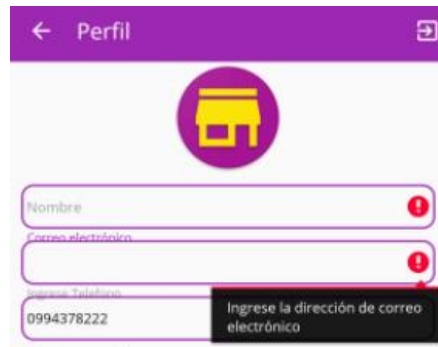 Perfil
Nombre
Correo electrónico
Ingrese Telefono
0994378222
Ingrese la dirección de correo
electrónico